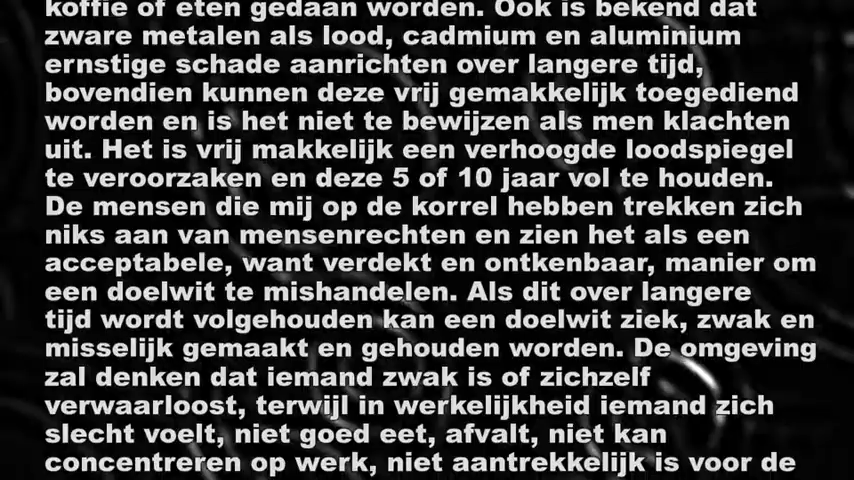 koffie of eten gedaan worden. Ook is bekend dat
zware metalen als lood, cadmium en aluminium
ernstige schade aanrichten over langere tijd,
bovendien kunnen deze vrij gemakkelijk toegediend
worden en is het niet te bewijzen als men klachten
uit. Het is vrij makkelijk een verhoogde loodspiegel
te veroorzaken en deze 5 of 10 jaar vol te houden.
De mensen die mij op de korrel hebben trekken zich
niks aan van mensenrechten en zien het als een
acceptabele, want verdekt en ontkenbaar, manier om
een doelwit te mishandelen. Als dit over langere
tijd wordt volgehouden kan een doelwit ziek, zwak en
misselijk gemaakt en gehouden worden. De omgeving
zal denken dat iemand zwak is of zichzelf
verwaarloost, terwijl in werkelijkheid iemand zich
slecht voelt, niet goed eet, afvalt, niet kan
concentreren op werk, niet aantrekkelijk is voor de